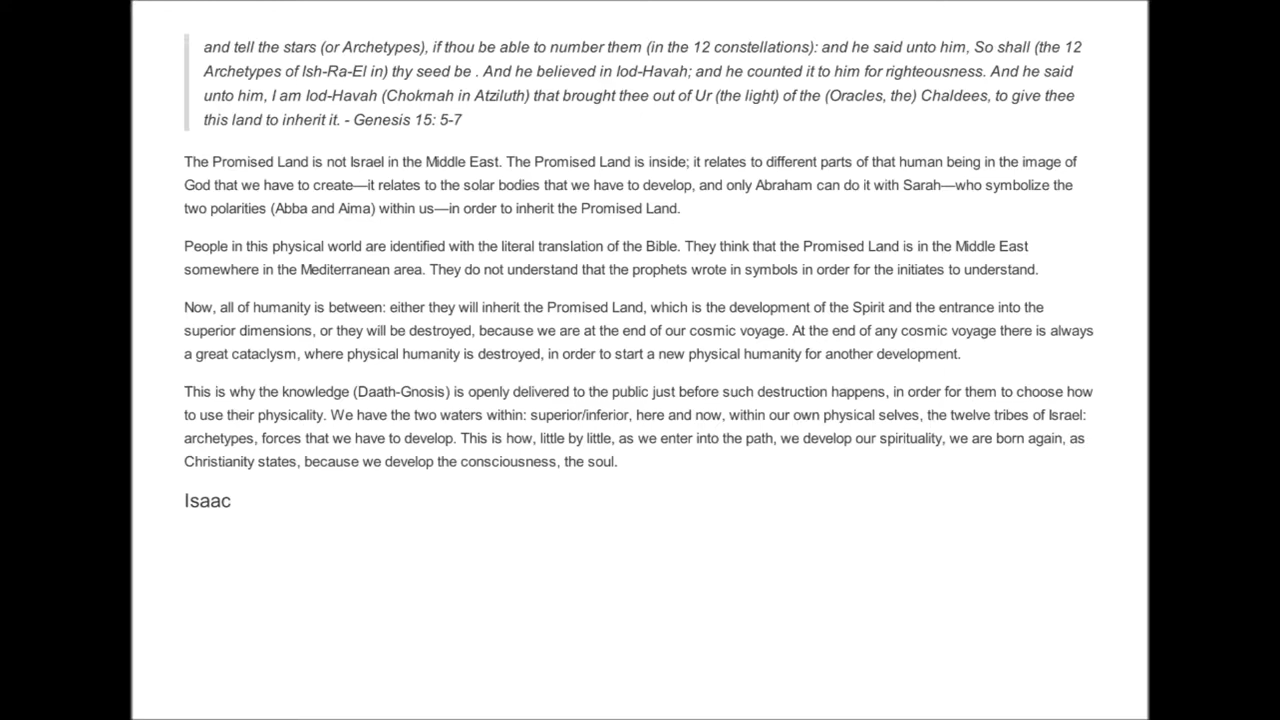 and tell the stars (or Archetypes), if thou be able to number them (in the 12 constellations): and he said unto him, So shall (the 12
Archetypes of Ish-Ra-El in) thy seed be . And he believed in Iod-Havah; and he counted it to him for righteousness. And he said
unto him, I am Iod-Havah (Chokmah in Atziluth) that brought thee out of Ur (the light) of the (Oracles, the) Chaldees, to give thee
this land to inherit it. - Genesis 15: 5-7
The Promised Land is not Israel in the Middle East. The Promised Land is inside; it relates to different parts of that human being in the image of
God that we have to create—it relates to the solar bodies that we have to develop, and only Abraham can do it with Sarah—who symbolize the
two polarities (Abba and Aima) within us—in order to inherit the Promised Land.
People in this physical world are identified with the literal translation of the Bible. They think that the Promised Land is in the Middle East
somewhere in the Mediterranean area. They do not understand that the prophets wrote in symbols in order for the initiates to understand.
Now, all of humanity is between: either they will inherit the Promised Land, which is the development of the Spirit and the entrance into the
superior dimensions, or they will be destroyed, because we are at the end of our cosmic voyage. At the end of any cosmic voyage there is always
a great cataclysm, where physical humanity is destroyed, in order to start a new physical humanity for another development.
This is why the knowledge (Daath-Gnosis) is openly delivered to the public just before such destruction happens, in order for them to choose how
to use their physicality. We have the two waters within: superior/inferior, here and now, within our own physical selves, the twelve tribes of Israel:
archetypes, forces that we have to develop. This is how, little by little, as we enter into the path, we develop our spirituality, we are born again, as
Christianity states, because we develop the consciousness, the soul.
Isaac